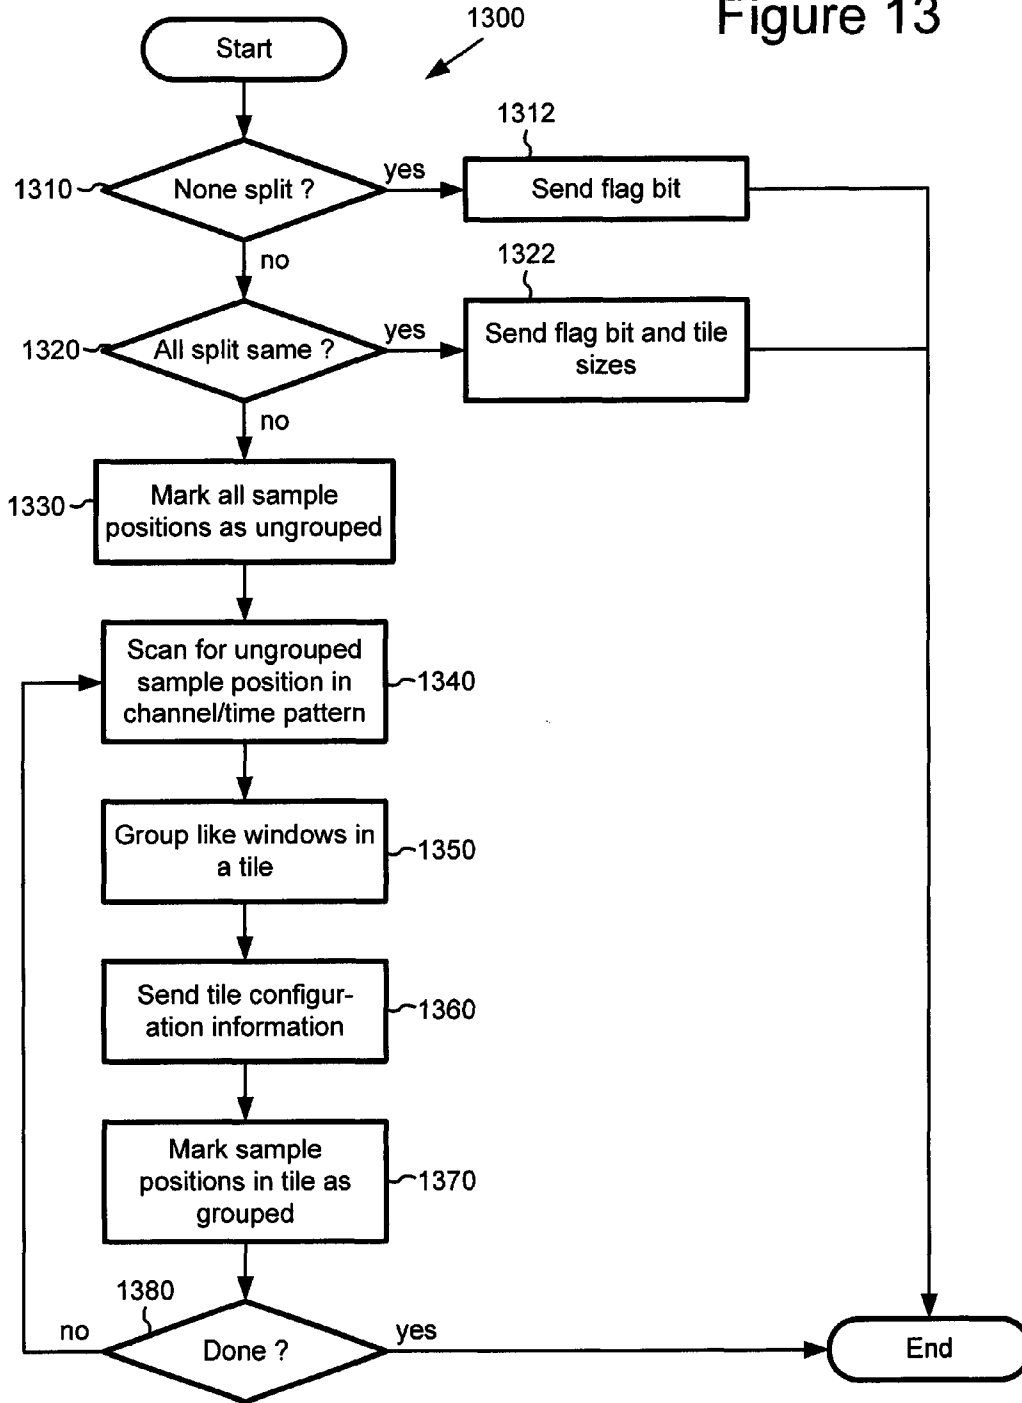 Figure 13
1300
Start
1312
1310
None split ?
yes
Send flag bit
no
1322
1320
All split same ?
yes
Send flag bit and tile
sizes
no
1330
Mark all sample
positions as ungrouped
Scan for ungrouped
sample position in
channel/time pattern
1340
Group like windows in
a tile
1350
Send tile configur-
ation information
1360
Mark sample
positions in tile as
grouped
1370
1380
no
Done ?
yes
End